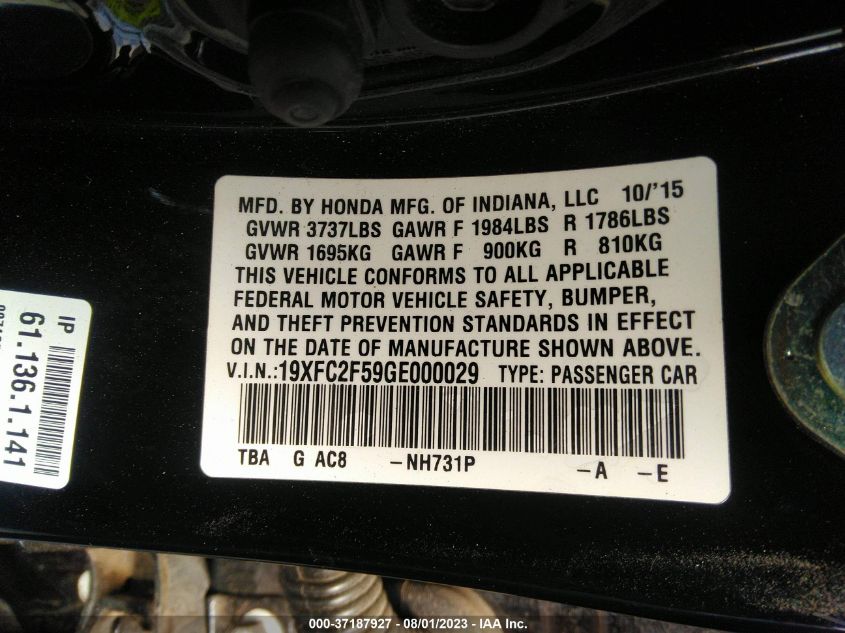 MFD. BY HONDA MFG. OF INDIANA, LLC 10/'15
GVWR 3737LBS GAWR F 1984LBS R 1786LBS
GVWR 1695KG GAWR F 900KG R 810KG
THIS VEHICLE CONFORMS TO ALL APPLICABLE
FEDERAL MOTOR VEHICLE SAFETY, BUMPER,
AND THEFT PREVENTION STANDARDS IN EFFECT
ON THE DATE OF MANUFACTURE SHOWN ABOVE.
V.I.N.:19XFC2F59GE000029 TYPE: PASSENGER CAR
TBA G AC8 -NH731P -A -E
IP
61.136.1.141
000-37187927 - 08/01/2023 - IAA Inc.